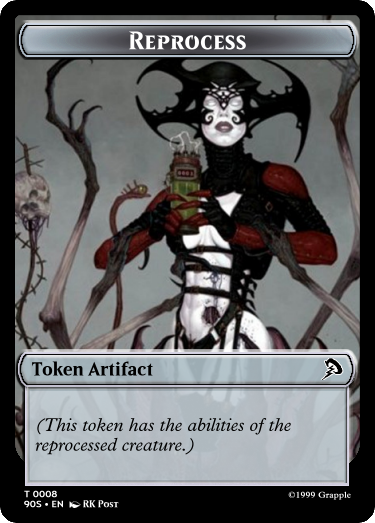 Reprocess
Token Artifact
(This token has the abilities of the
reprocessed creature.)
T 0008
90S • EN RK Post
©1999 Grapple